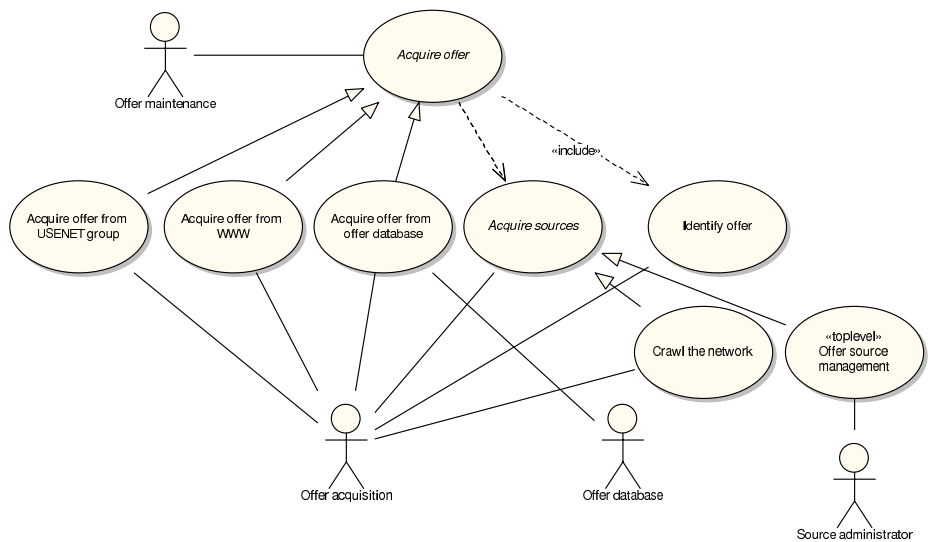 Acquire offer
Offer maintenance
«include»
Acquire offer from
USENET group
Acquire offer from
WWW
Acquire offer from
offer database
Acquire sources
Identify offer
Crawl the network
«toplevel»
Offer source
management
Offer acquisition
Offer database
Source administrator